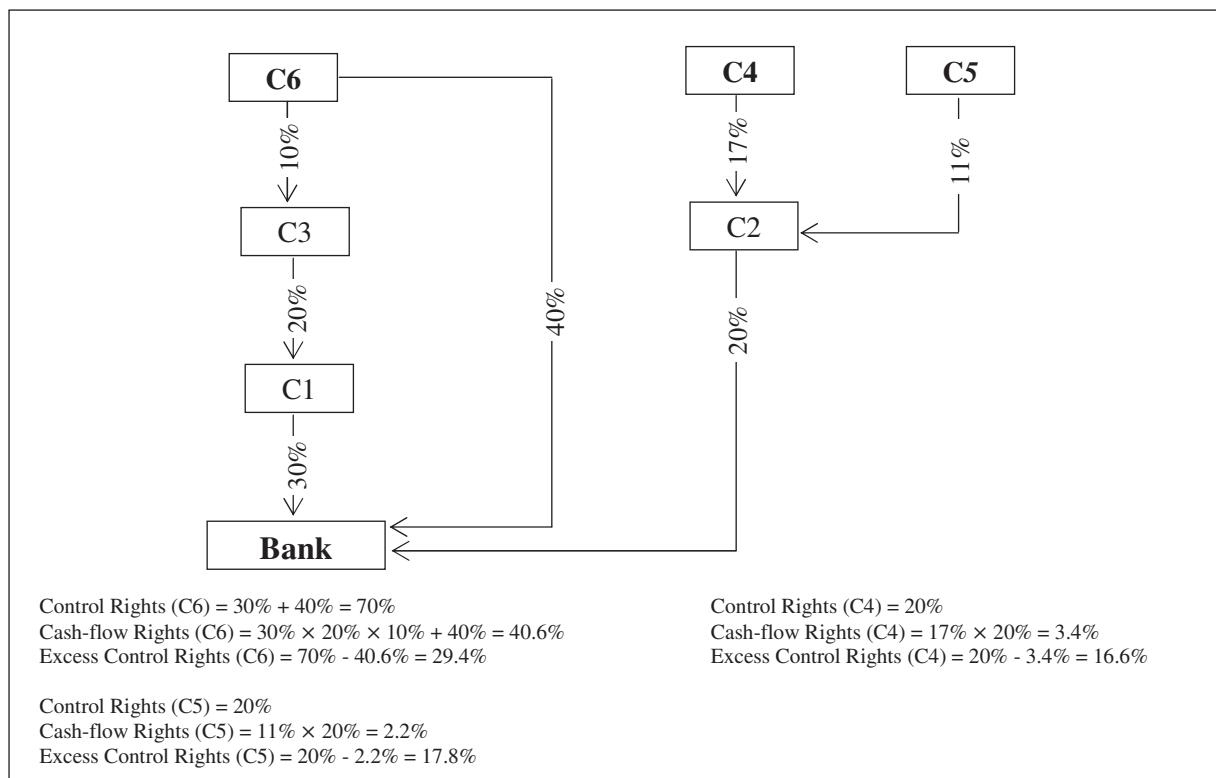 C6
C4
C5
10%
17%
11%
C3
C2
20%
40%
20%
C1
30%
Bank
Control Rights (C6) = 30% + 40% = 70%
Cash-flow Rights (C6) = 30% × 20% × 10% + 40% = 40.6%
Excess Control Rights (C6) = 70% - 40.6% = 29.4%
Control Rights (C4) = 20%
Cash-flow Rights (C4) = 17% × 20% = 3.4%
Excess Control Rights (C4) = 20% - 3.4% = 16.6%
Control Rights (C5) = 20%
Cash-flow Rights (C5) = 11% × 20% = 2.2%
Excess Control Rights (C5) = 20% - 2.2% = 17.8%